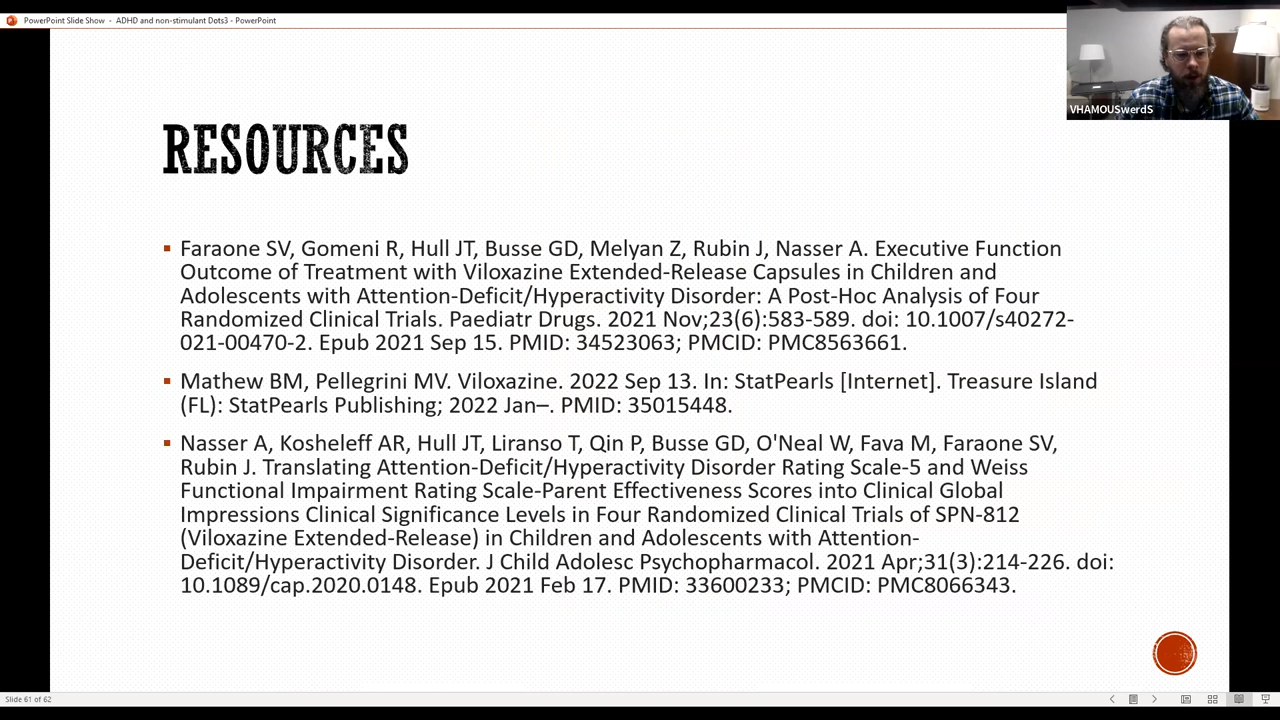 PowerPoint Slide Show - ADHD and non-stimulant Dots3 - PowerPoint
VHAMOUSwerdS
RESOURCES
Faraone SV, Gomeni R, Hull JT, Busse GD, Melyan Z, Rubin J, Nasser A. Executive Function
Outcome of Treatment with Viloxazine Extended-Release Capsules in Children and
Adolescents with Attention-Deficit/Hyperactivity Disorder: A Post-Hoc Analysis of Four
Randomized Clinical Trials. Paediatr Drugs. 2021 Nov;23(6):583-589. doi: 10.1007/s40272-
021-00470-2. Epub 2021 Sep 15. PMID: 34523063; PMCID: PMC8563661.
Mathew BM, Pellegrini MV. Viloxazine. 2022 Sep 13. In: StatPearls [Internet]. Treasure Island
(FL): StatPearls Publishing; 2022 Jan–. PMID: 35015448.
Nasser A, Kosheleff AR, Hull JT, Liranso T, Qin P, Busse GD, O'Neal W, Fava M, Faraone SV,
Rubin J. Translating Attention-Deficit/Hyperactivity Disorder Rating Scale-5 and Weiss
Functional Impairment Rating Scale-Parent Effectiveness Scores into Clinical Global
Impressions Clinical Significance Levels in Four Randomized Clinical Trials of SPN-812
(Viloxazine Extended-Release) in Children and Adolescents with Attention-
Deficit/Hyperactivity Disorder. J Child Adolesc Psychopharmacol. 2021 Apr;31(3):214-226. doi:
10.1089/cap.2020.0148. Epub 2021 Feb 17. PMID: 33600233; PMCID: PMC8066343.
Slide 61 of 62